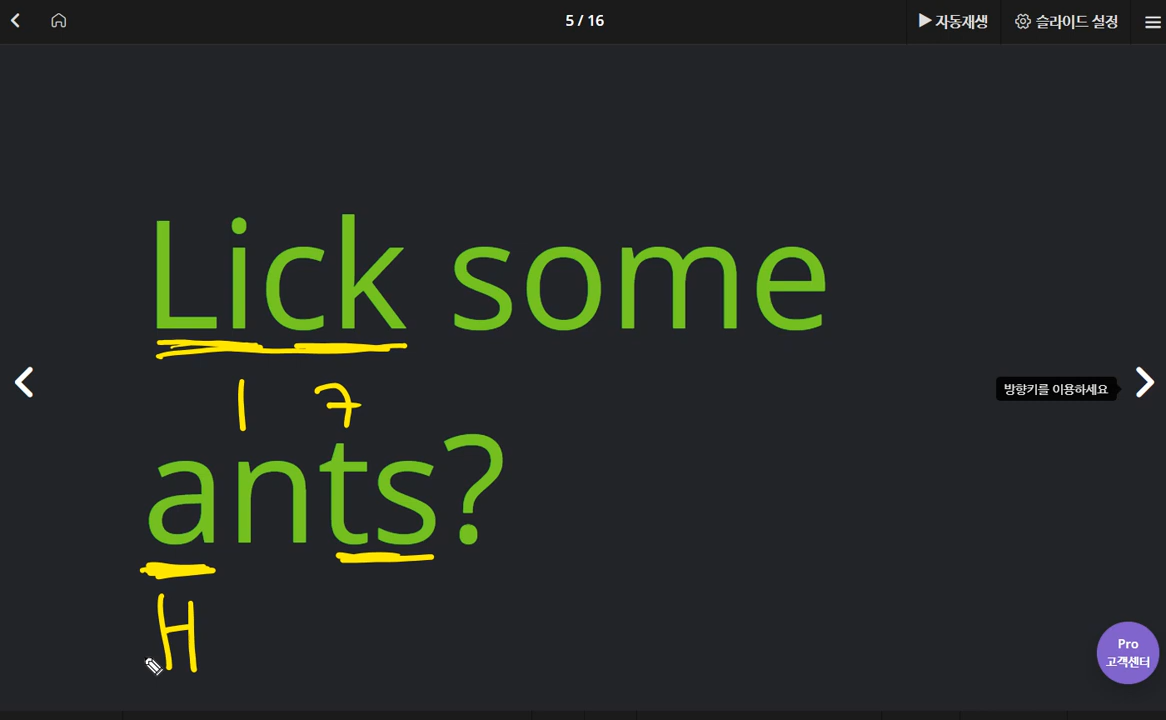 5 / 16
▶ 자동재생
슬라이드 설정
Lick some
ㅣ ㅋ
방향키를 이용하세요
ants?
ㅐ
Pro
고객센터